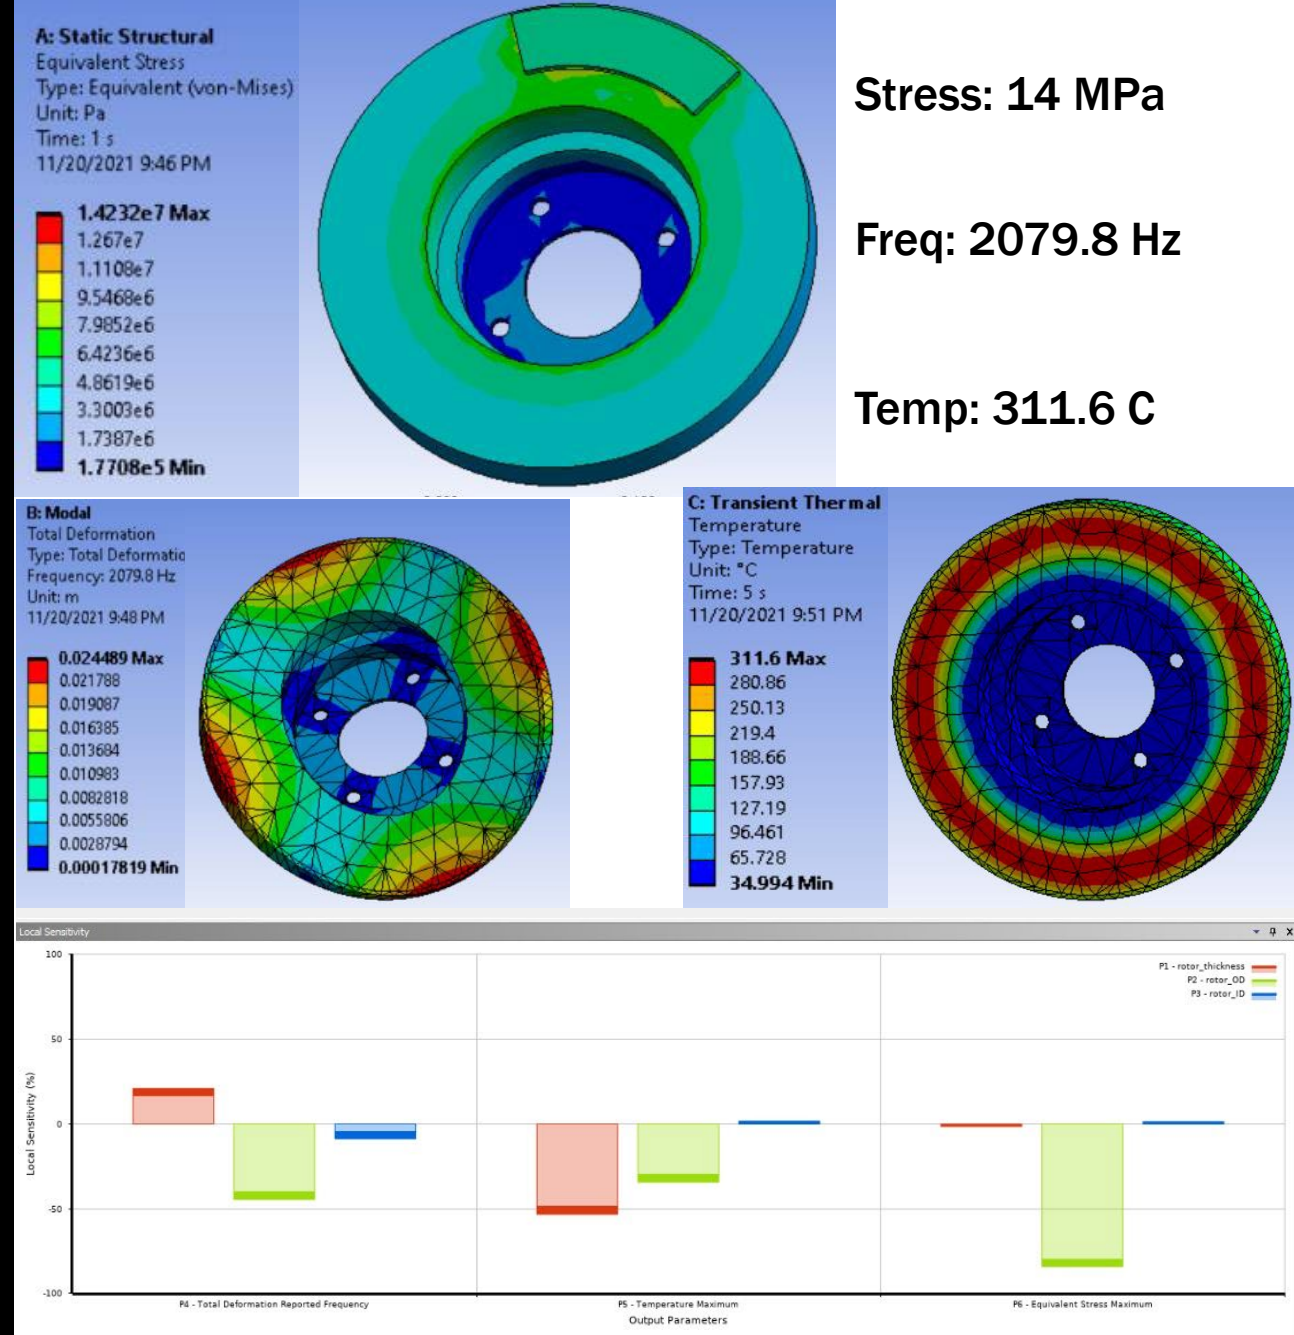 A: Static Structural
Equivalent Stress
Type: Equivalent (von-Mises)
Unit: Pa
Time: 1 s
11/20/2021 9:46 PM
1.4232e7 Max
1.267e7
1.1108e7
9.5468e6
7.9852e6
6.4236e6
4.8619e6
3.3003e6
1.7387e6
1.7708e5 Min
Stress: 14 MPa
Freq: 2079.8 Hz
Temp: 311.6 C
B: Modal
Total Deformation
Type: Total Deformatio
Frequency: 2079.8 Hz
Unit: m
11/20/2021 9:48 PM
0.024489 Max
0.021788
0.019087
0.016385
0.013684
0.010983
0.0082818
0.0055806
0.0028794
0.00017819 Min
C: Transient Thermal
Temperature
Type: Temperature
Unit: °C
Time: 5 s
11/20/2021 9:51 PM
311.6 Max
280.86
250.13
219.4
188.66
157.93
127.19
96.461
65.728
34.994 Min
Local Sensitivity
P1 - rotor_thickness
P2 - rotor_OD
P3 - rotor_ID
Local Sensitivity (%)
100
50
0
-50
-100
P4 - Total Deformation Reported Frequency
P5 - Temperature Maximum
P6 - Equivalent Stress Maximum
Output Parameters